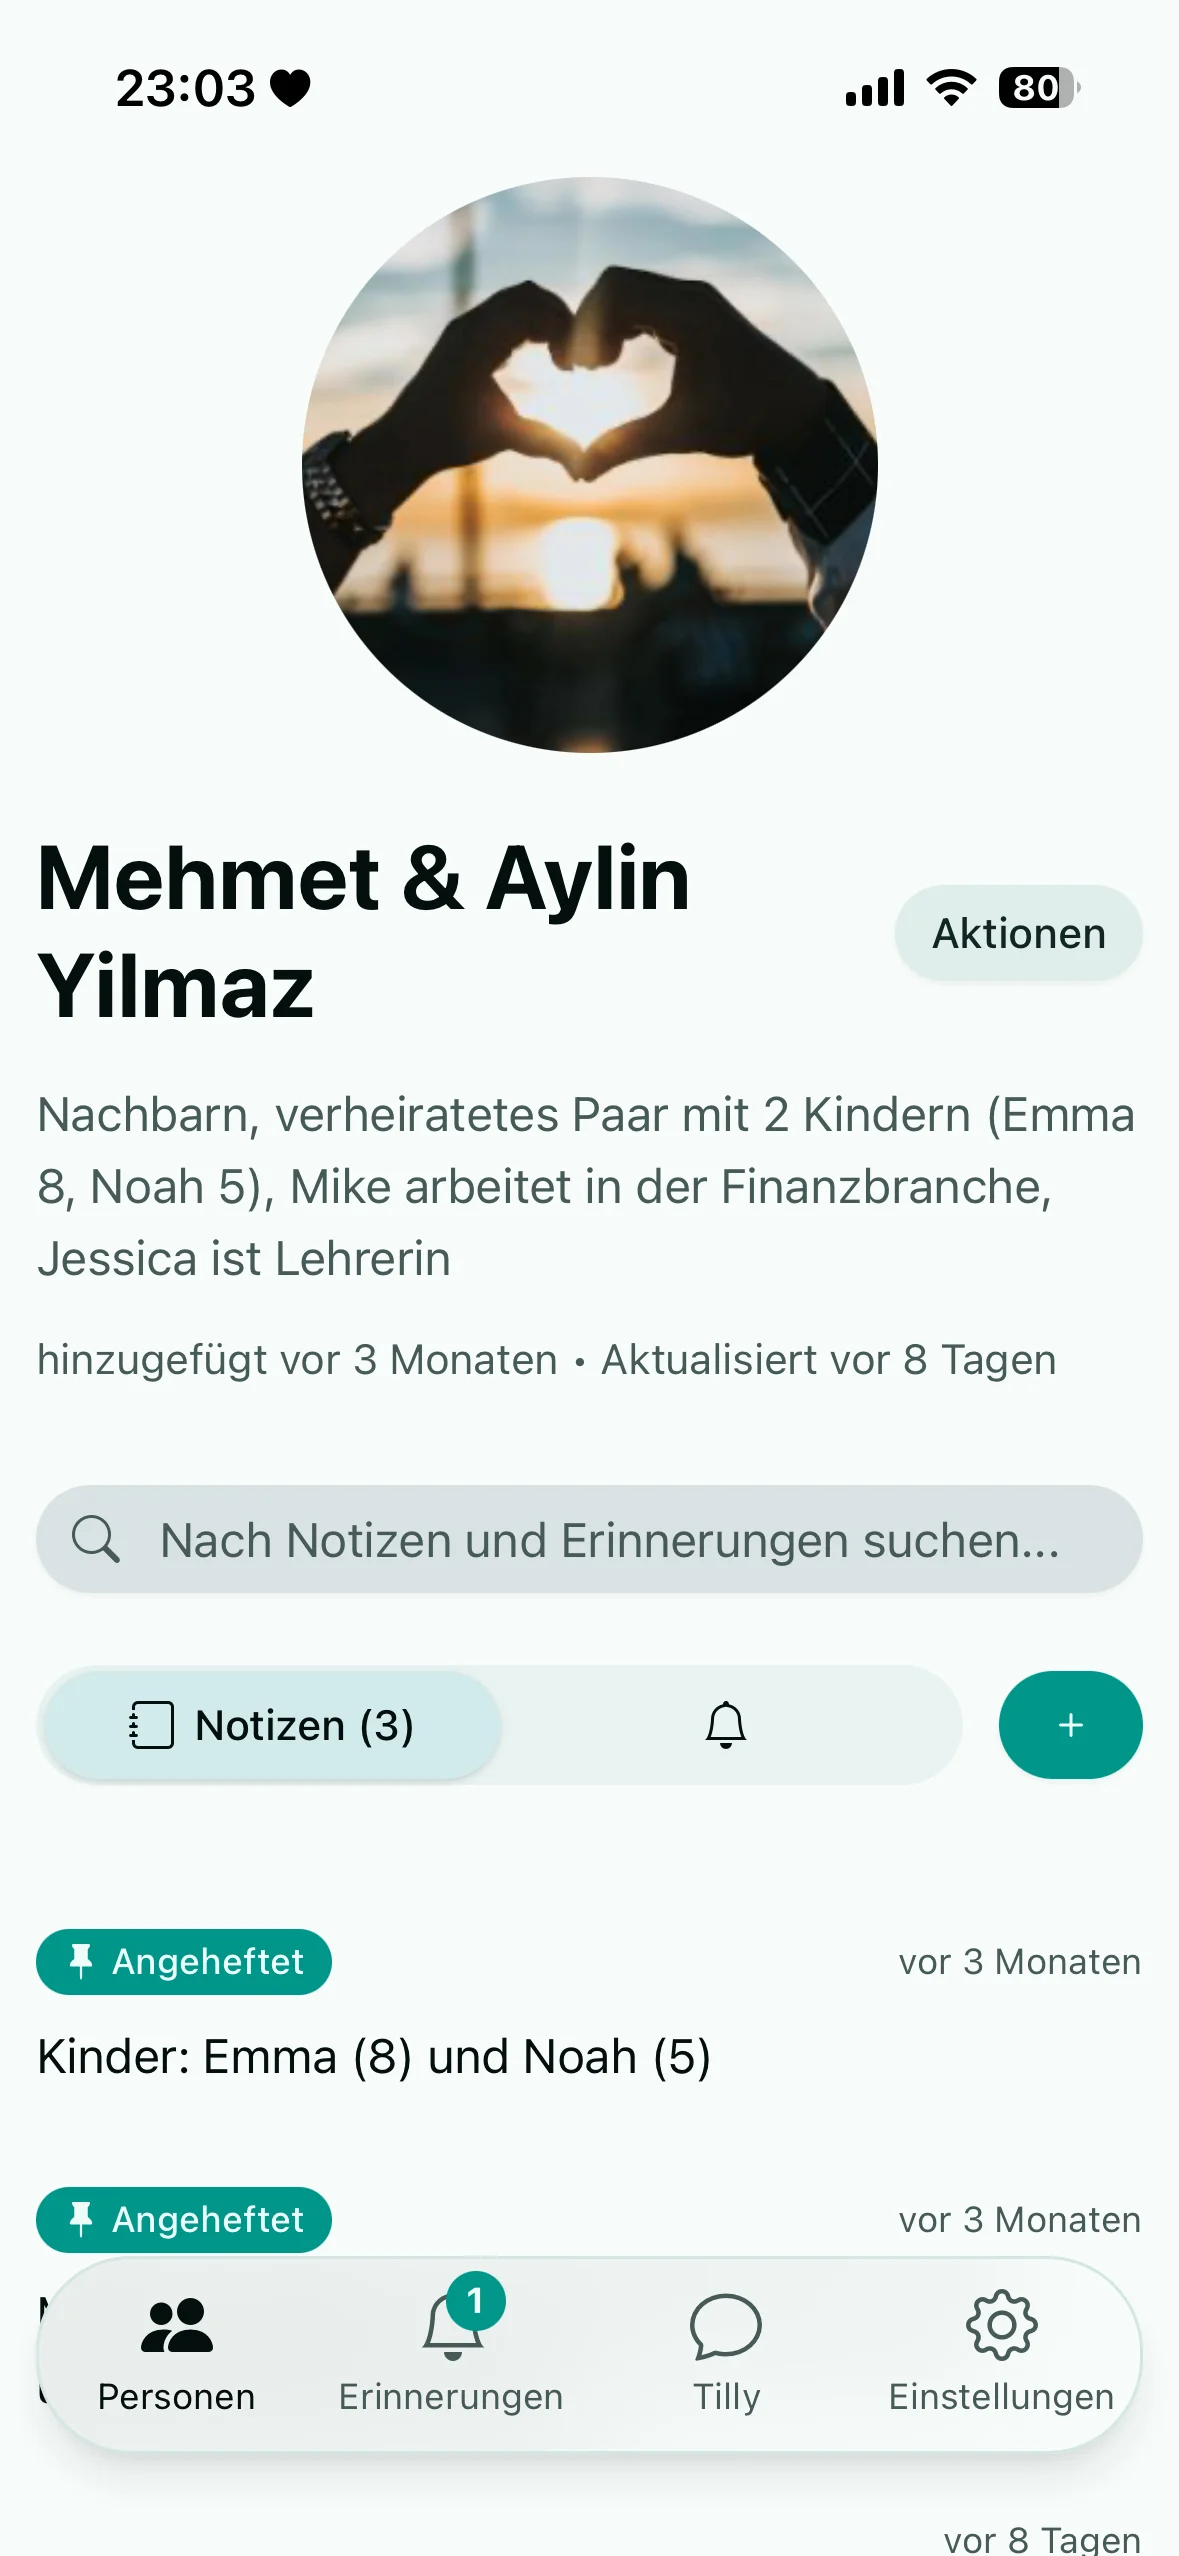 23:03
80
Mehmet & Aylin
Yilmaz
Aktionen
Nachbarn, verheiratetes Paar mit 2 Kindern (Emma
8, Noah 5), Mike arbeitet in der Finanzbranche,
Jessica ist Lehrerin
hinzugefügt vor 3 Monaten • Aktualisiert vor 8 Tagen
Nach Notizen und Erinnerungen suchen...
Notizen (3)
+
Angeheftet
vor 3 Monaten
Kinder: Emma (8) und Noah (5)
Angeheftet
vor 3 Monaten
1
Personen
Erinnerungen
Tilly
Einstellungen
vor 8 Tagen